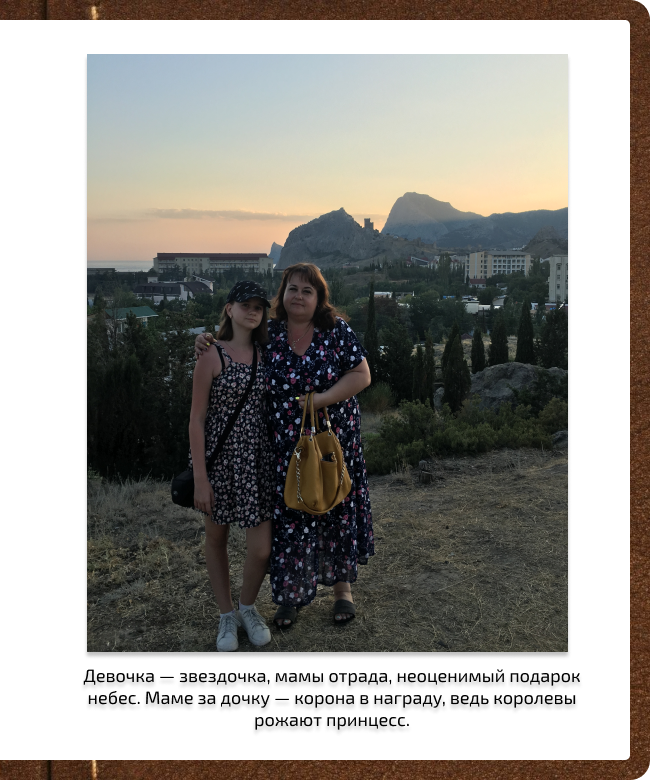 Девочка — звездочка, мамы отрада, неоценимый подарок
небес. Маме за дочку — корона в награду, ведь королевы
рожают принцесс.